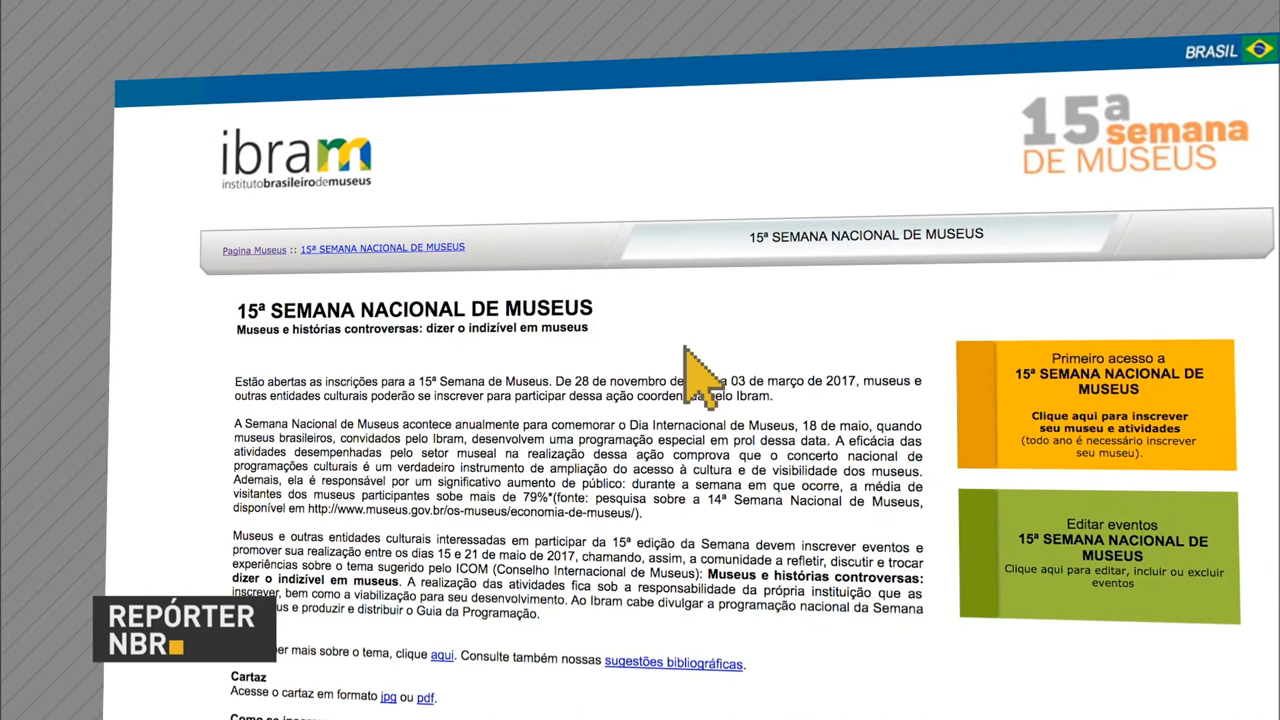 BRASIL
ibram
institutobrasileirodemuseus
15ª
semana
DE MUSEUS
Pagina Museus :: 15ª SEMANA NACIONAL DE MUSEUS
15ª SEMANA NACIONAL DE MUSEUS
15ª SEMANA NACIONAL DE MUSEUS
Museus e histórias controversas: dizer o indizível em museus
Estão abertas as inscrições para a 15ª Semana de Museus. De 28 de novembro de a 03 de março de 2017, museus e
outras entidades culturais poderão se inscrever para participar dessa ação coordenada pelo Ibram.
A Semana Nacional de Museus acontece anualmente para comemorar o Dia Internacional de Museus, 18 de maio, quando
museus brasileiros, convidados pelo Ibram, desenvolvem uma programação especial em prol dessa data. A eficácia das
atividades desempenhadas pelo setor museal na realização dessa ação comprova que o concerto nacional de
programações culturais é um verdadeiro instrumento de ampliação do acesso à cultura e de visibilidade dos museus.
Ademais, ela é responsável por um significativo aumento de público: durante a semana em que ocorre, a média de
visitantes dos museus participantes sobe mais de 79%*(fonte: pesquisa sobre a 14ª Semana Nacional de Museus,
disponível em http://www.museus.gov.br/os-museus/economia-de-museus/).
Museus e outras entidades culturais interessadas em participar da 15ª edição da Semana devem inscrever eventos e
promover sua realização entre os dias 15 e 21 de maio de 2017, chamando, assim, a comunidade a refletir, discutir e trocar
experiências sobre o tema sugerido pelo ICOM (Conselho Internacional de Museus): Museus e histórias controversas:
dizer o indizível em museus. A realização das atividades fica sob a responsabilidade da própria instituição que as
inscrever, bem como a viabilização para seu desenvolvimento. Ao Ibram cabe divulgar a programação nacional da Semana
us e produzir e distribuir o Guia da Programação.
er mais sobre o tema, clique aqui. Consulte também nossas sugestões bibliográficas.
Cartaz
Acesse o cartaz em formato jpg ou pdf.
Primeiro acesso a
15ª SEMANA NACIONAL DE
MUSEUS
Clique aqui para inscrever
seu museu e atividades
(todo ano é necessário inscrever
seu museu).
Editar eventos
15ª SEMANA NACIONAL DE
MUSEUS
Clique aqui para editar, incluir ou excluir
eventos
REPÓRTER
NBR